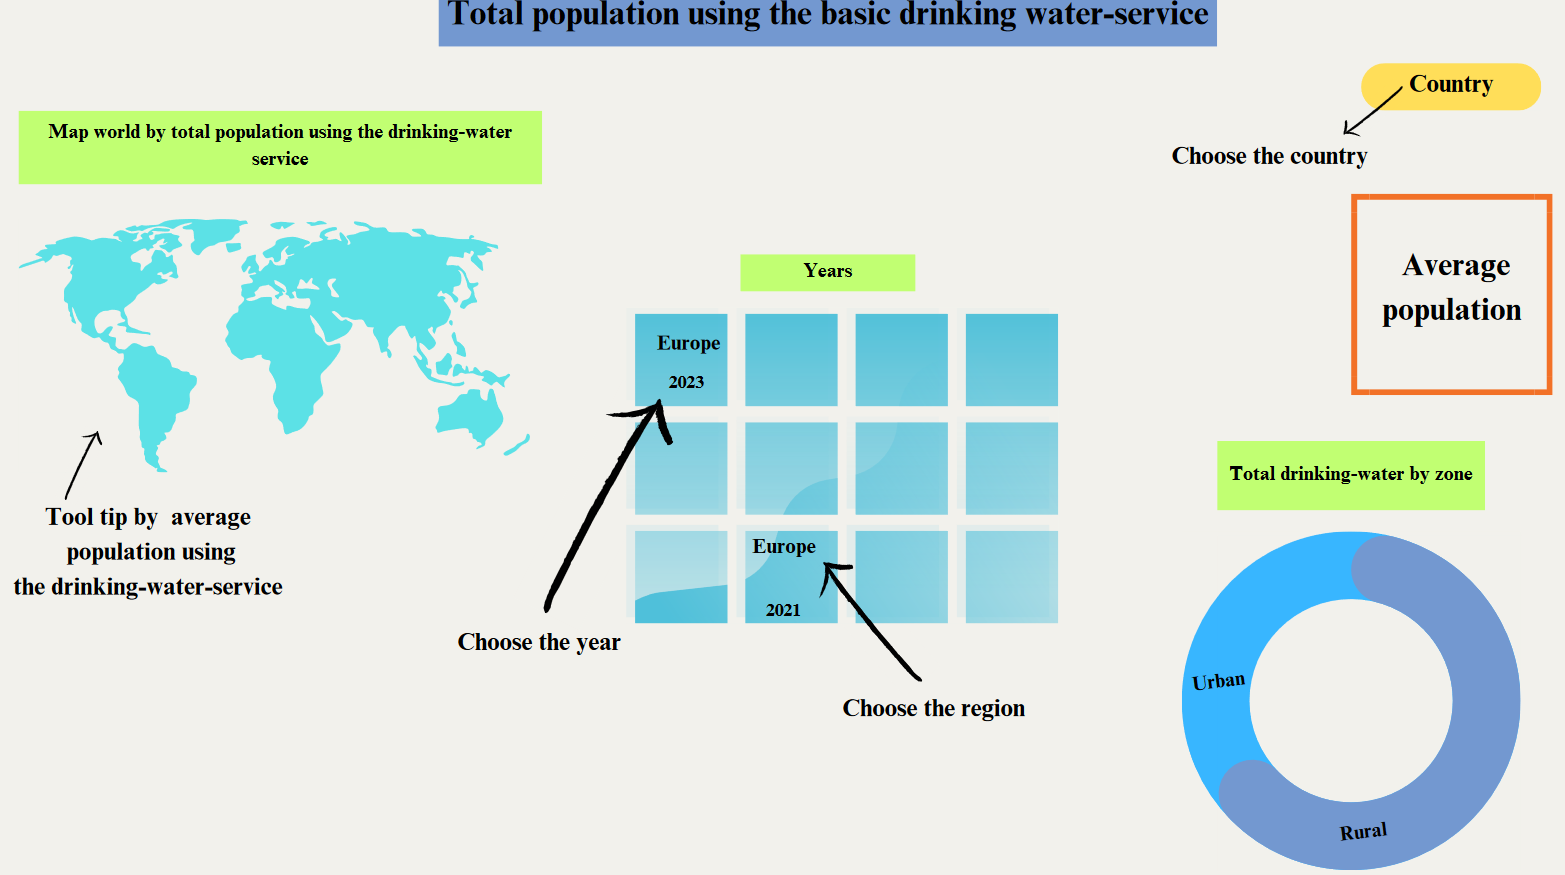 Total population using the basic drinking water-service
Country
Choose the country
Map world by total population using the drinking-water
service
Average
population
Years
Europe
2023
Europe
2021
Total drinking-water by zone
Tool tip by average
population using
the drinking-water-service
Choose the year
Choose the region
Urban
Rural